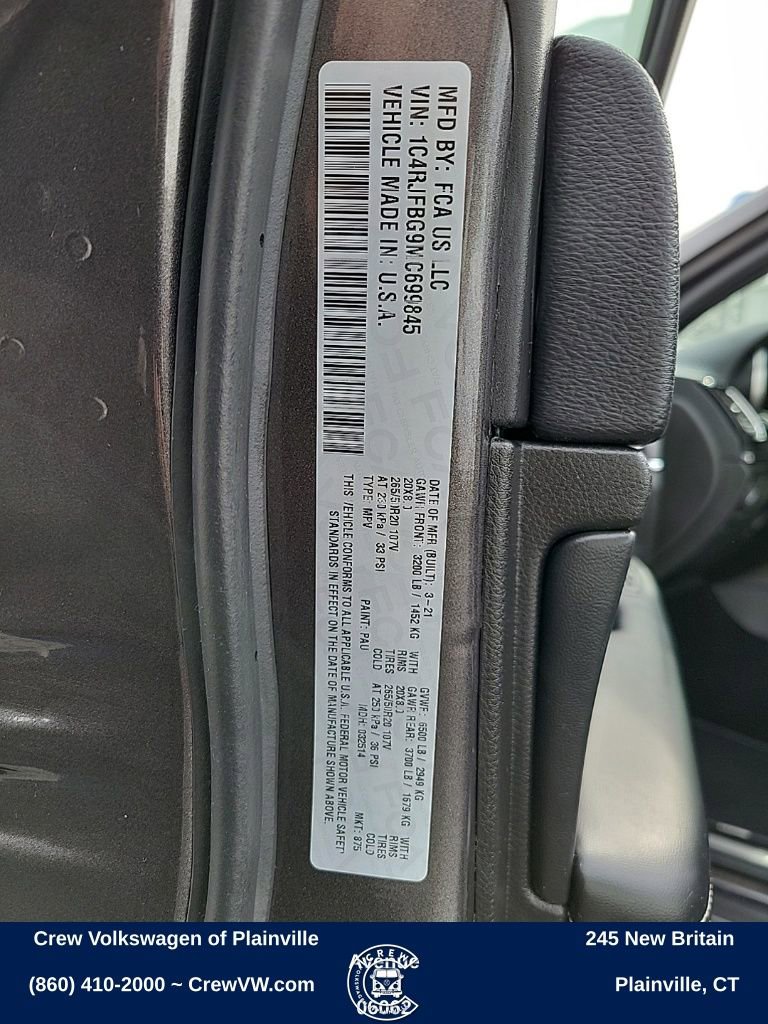 MFD BY: FCA US LLC
VIN: 1C4RJFBG9MC699845
VEHICLE MADE IN: U.S.A.
DATE OF MFR (BUILT): 3-21 GVWR: 6500 LB / 2949 KG
GAWR FRONT: 3200 LB / 1452 KG WITH GAWR REAR: 3700 LB / 1679 KG WITH
20X8.0 RIMS 20X8.0 RIMS
265/50R20 107V TIRES 265/50R20 107V TIRES
AT 230 kPa / 33 PSI COLD AT 250 kPa / 36 PSI COLD
TYPE: MPV PAINT: PAU MDH: 032514 MKT: 875
THIS VEHICLE CONFORMS TO ALL APPLICABLE U.S.A. FEDERAL MOTOR VEHICLE SAFETY
STANDARDS IN EFFECT ON THE DATE OF MANUFACTURE SHOWN ABOVE.
Crew Volkswagen of Plainville
(860) 410-2000 ~ CrewVW.com
CREW
245 New Britain
Avenue
Plainville, CT
06062